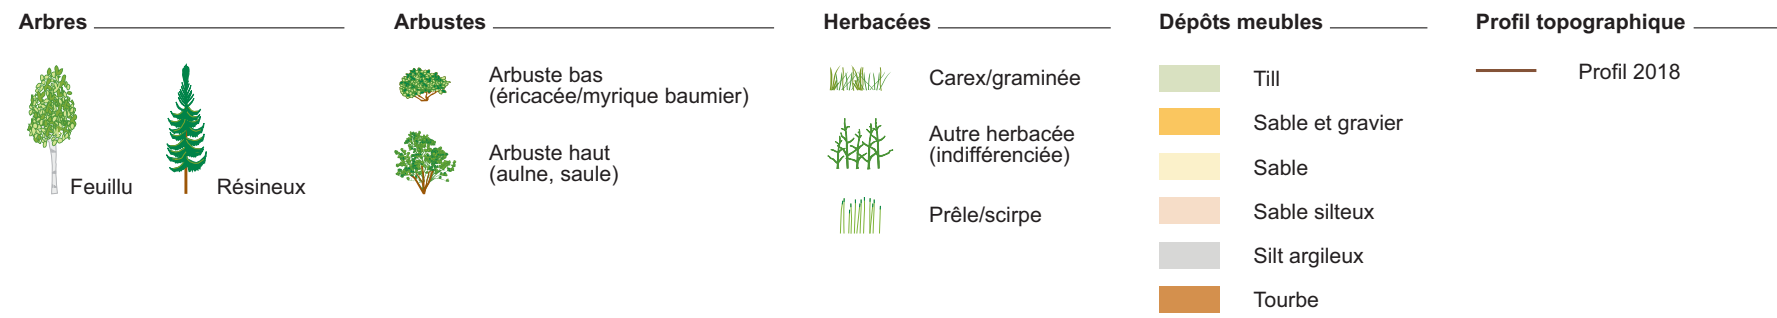 Arbres
Feuillu
Résineux
Arbustes
Arbuste bas
(éricacée/myrique baumier)
Arbuste haut
(aulne, saule)
Herbacées
Carex/graminée
Autre herbacée
(indifférenciée)
Prêle/scirpe
Dépôts meubles
Till
Sable et gravier
Sable
Sable silteux
Silt argileux
Tourbe
Profil topographique
Profil 2018